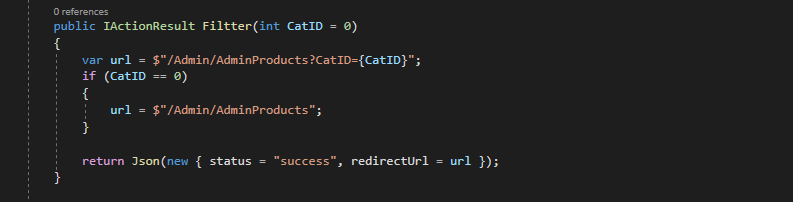 0 references
public IActionResult Filtter(int CatID = 0)
{
var url = $"/Admin/AdminProducts?CatID={CatID}";
if (CatID == 0)
{
url = $"/Admin/AdminProducts";
}
return Json(new { status = "success", redirectUrl = url });
}